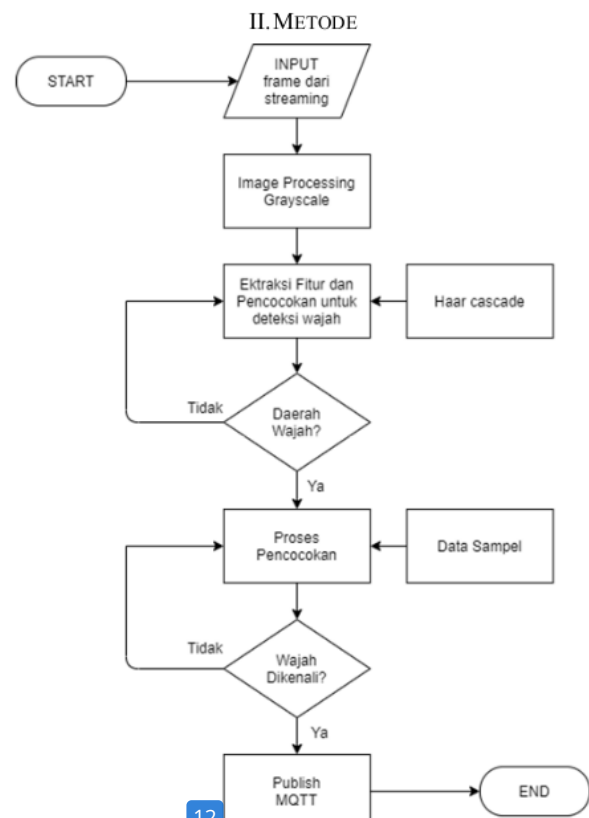 II. METODE
START
INPUT
frame dari
streaming
Image Processing
Grayscale
Ektraksi Fitur dan
Pencocokan untuk
deteksi wajah
Haar cascade
Tidak
Daerah
Wajah?
Ya
Proses
Pencocokan
Data Sampel
Tidak
Wajah
Dikenali?
Ya
Publish
MQTT
END
12